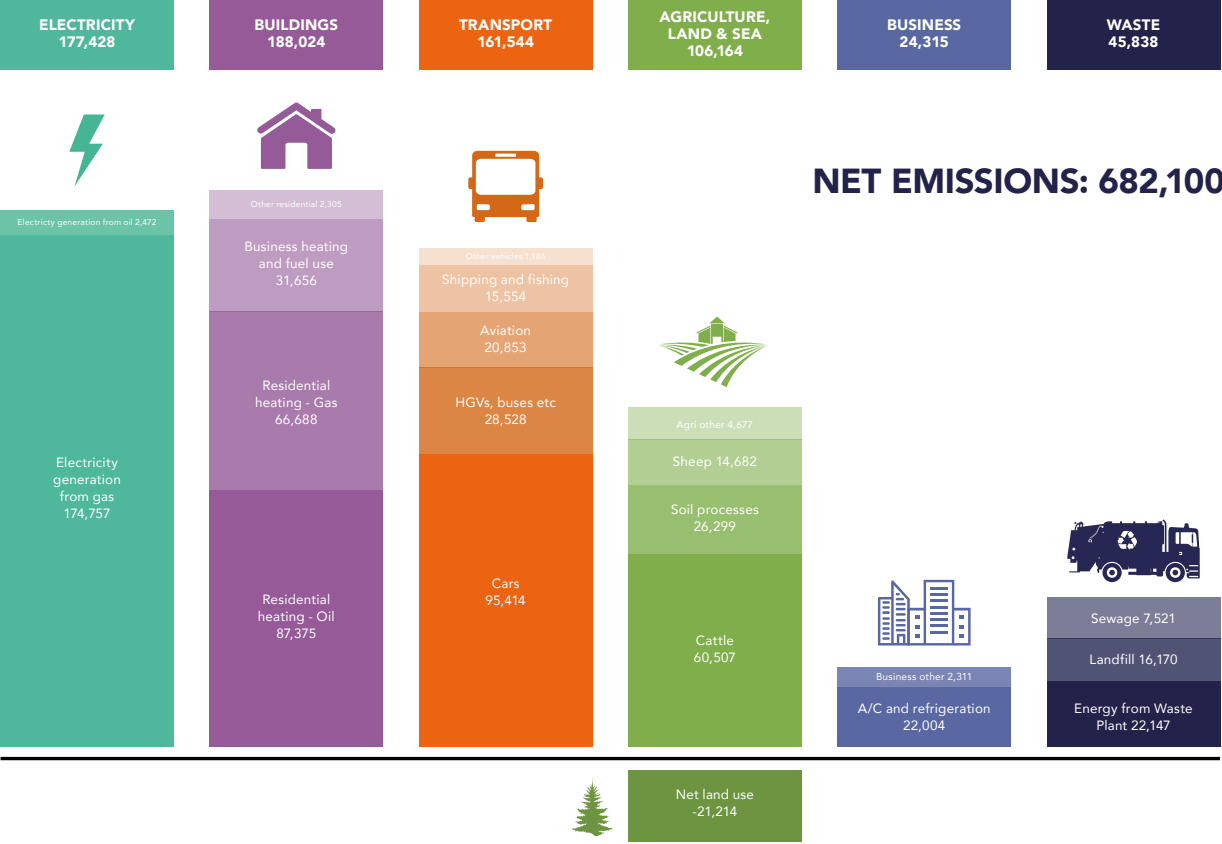 ELECTRICITY
177,428
BUILDINGS
188,024
TRANSPORT
161,544
AGRICULTURE,
LAND & SEA
106,164
BUSINESS
24,315
WASTE
45,838
NET EMISSIONS: 682,100
Electricty generation from oil 2,472
Electricity
generation
from gas
174,757
Other residential 2,305
Business heating
and fuel use
31,656
Residential
heating - Gas
66,688
Residential
heating - Oil
87,375
Other vehicles 1,186
Shipping and fishing
15,554
Aviation
20,853
HGVs, buses etc
28,528
Cars
95,414
Agri other 4,677
Sheep 14,682
Soil processes
26,299
Cattle
60,507
Business other 2,311
A/C and refrigeration
22,004
Sewage 7,521
Landfill 16,170
Energy from Waste
Plant 22,147
Net land use
-21,214